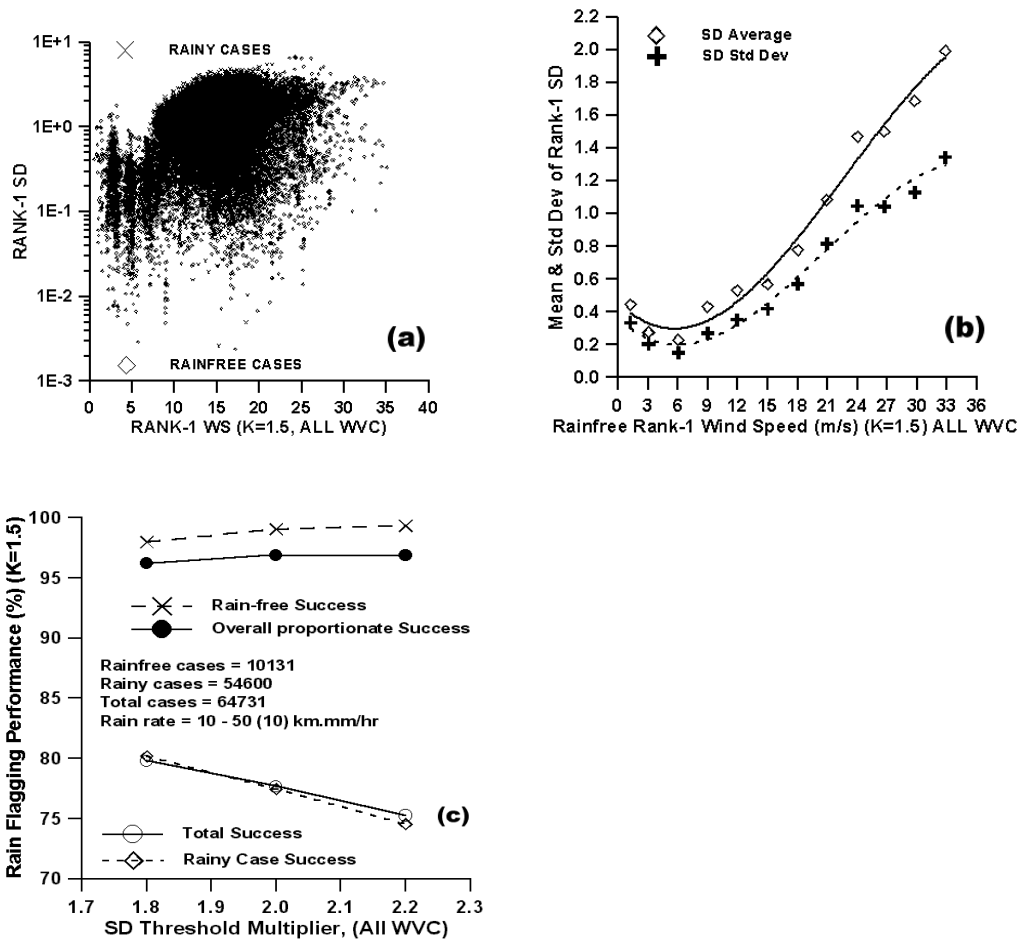 1E+1
RAINY CASES
1E+0
1E-1
1E-2
RAINFREE CASES
1E-3
RANK-1 SD
(a)
0 5 10 15 20 25 30 35 40
RANK-1 WS (K=1.5, ALL WVC)
SD Average
SD Std Dev
2.2
2.0
1.8
1.6
1.4
1.2
1.0
0.8
0.6
0.4
0.2
0.0
Mean & Std Dev of Rank-1 SD
(b)
0 3 6 9 12 15 18 21 24 27 30 33 36
Rainfree Rank-1 Wind Speed (m/s) (K=1.5) ALL WVC
100
95
90
85
80
75
70
Rain Flagging Performance (%) (K=1.5)
Rain-free Success
Overall proportionate Success
Rainfree cases = 10131
Rainy cases = 54600
Total cases = 64731
Rain rate = 10 - 50 (10) km.mm/hr
(c)
Total Success
Rainy Case Success
1.7 1.8 1.9 2.0 2.1 2.2 2.3
SD Threshold Multiplier, (All WVC)